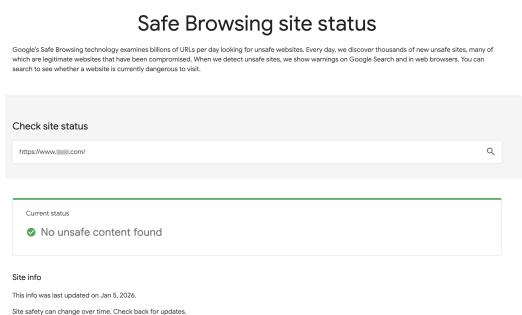 Safe Browsing site status
Google's Safe Browsing technology examines billions of URLs per day looking for unsafe websites. Every day, we discover thousands of new unsafe sites, many of
which are legitimate websites that have been compromised. When we detect unsafe sites, we show warnings on Google Search and in web browsers. You can
search to see whether a website is currently dangerous to visit.
Check site status
https://www. .com/
Current status
No unsafe content found
Site info
This info was last updated on Jan 5, 2026.
Site safety can change over time. Check back for updates.